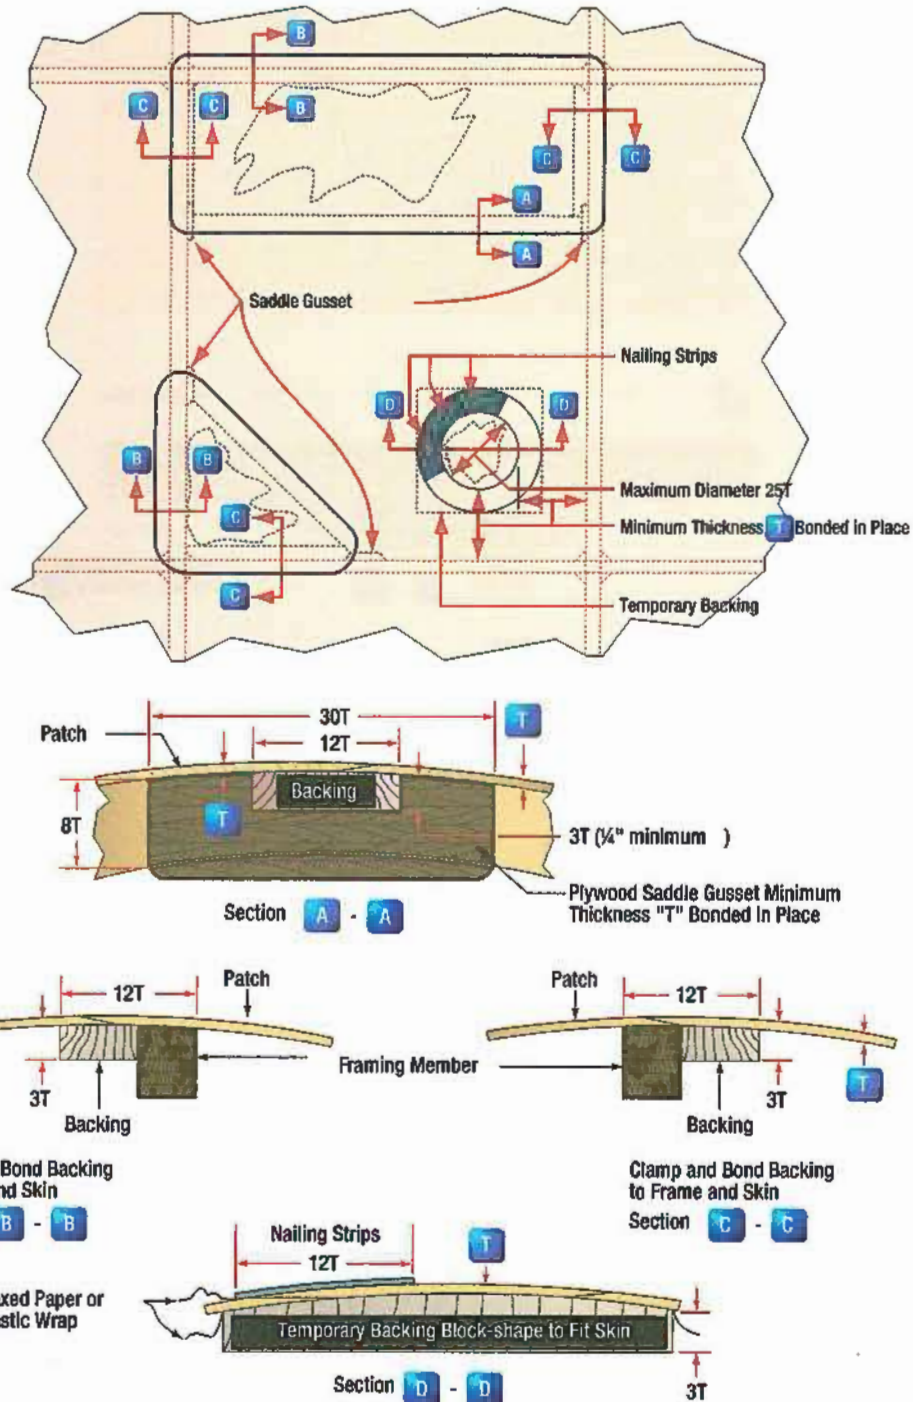 B
B
C
C
C
C
A
A
Saddle Gusset
Nailing Strips
D
D
B
B
Maximum Diameter 25T
C
Minimum Thickness T Bonded in Place
C
Temporary Backing
30T
T
Patch
12T
Backing
T
8T
3T (¼" minimum )
Plywood Saddle Gusset Minimum
Thickness "T" Bonded In Place
Section A - A
Patch
12T
Patch
12T
Framing Member
3T
3T
T
Backing
Backing
Bond Backing
nd Skin
B - B
Clamp and Bond Backing
to Frame and Skin
Section C - C
Nailing Strips
12T
T
xed Paper or
stic Wrap
Temporary Backing Block-shape to Fit Skin
Section D - D
3T